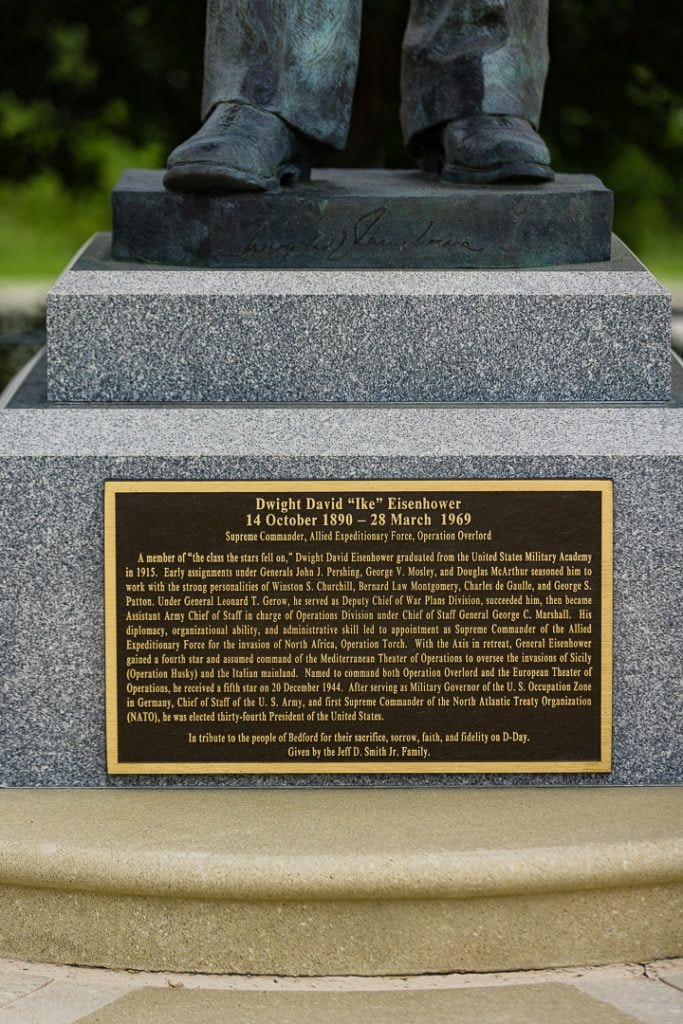 Dwight David “Ike” Eisenhower
14 October 1890 – 28 March 1969
Supreme Commander, Allied Expeditionary Force, Operation Overlord
A member of “the class the stars fell on,” Dwight David Eisenhower graduated from the United States Military Academy
in 1915. Early assignments under Generals John J. Pershing, George V. Mosley, and Douglas McArthur seasoned him to
work with the strong personalities of Winston S. Churchill, Bernard Law Montgomery, Charles de Gaulle, and George S.
Patton. Under General Leonard T. Gerow, he served as Deputy Chief of War Plans Division, succeeded him, then became
Assistant Army Chief of Staff in charge of Operations Division under Chief of Staff General George C. Marshall. His
diplomacy, organizational ability, and administrative skill led to appointment as Supreme Commander of the Allied
Expeditionary Force for the invasion of North Africa, Operation Torch. With the Axis in retreat, General Eisenhower
gained a fourth star and assumed command of the Mediterranean Theater of Operations to oversee the invasions of Sicily
(Operation Husky) and the Italian mainland. Named to command both Operation Overlord and the European Theater of
Operations, he received a fifth star on 20 December 1944. After serving as Military Governor of the U. S. Occupation Zone
in Germany, Chief of Staff of the U. S. Army, and first Supreme Commander of the North Atlantic Treaty Organization
(NATO), he was elected thirty-fourth President of the United States.
In tribute to the people of Bedford for their sacrifice, sorrow, faith, and fidelity on D-Day.
Given by the Jeff D. Smith Jr. Family.